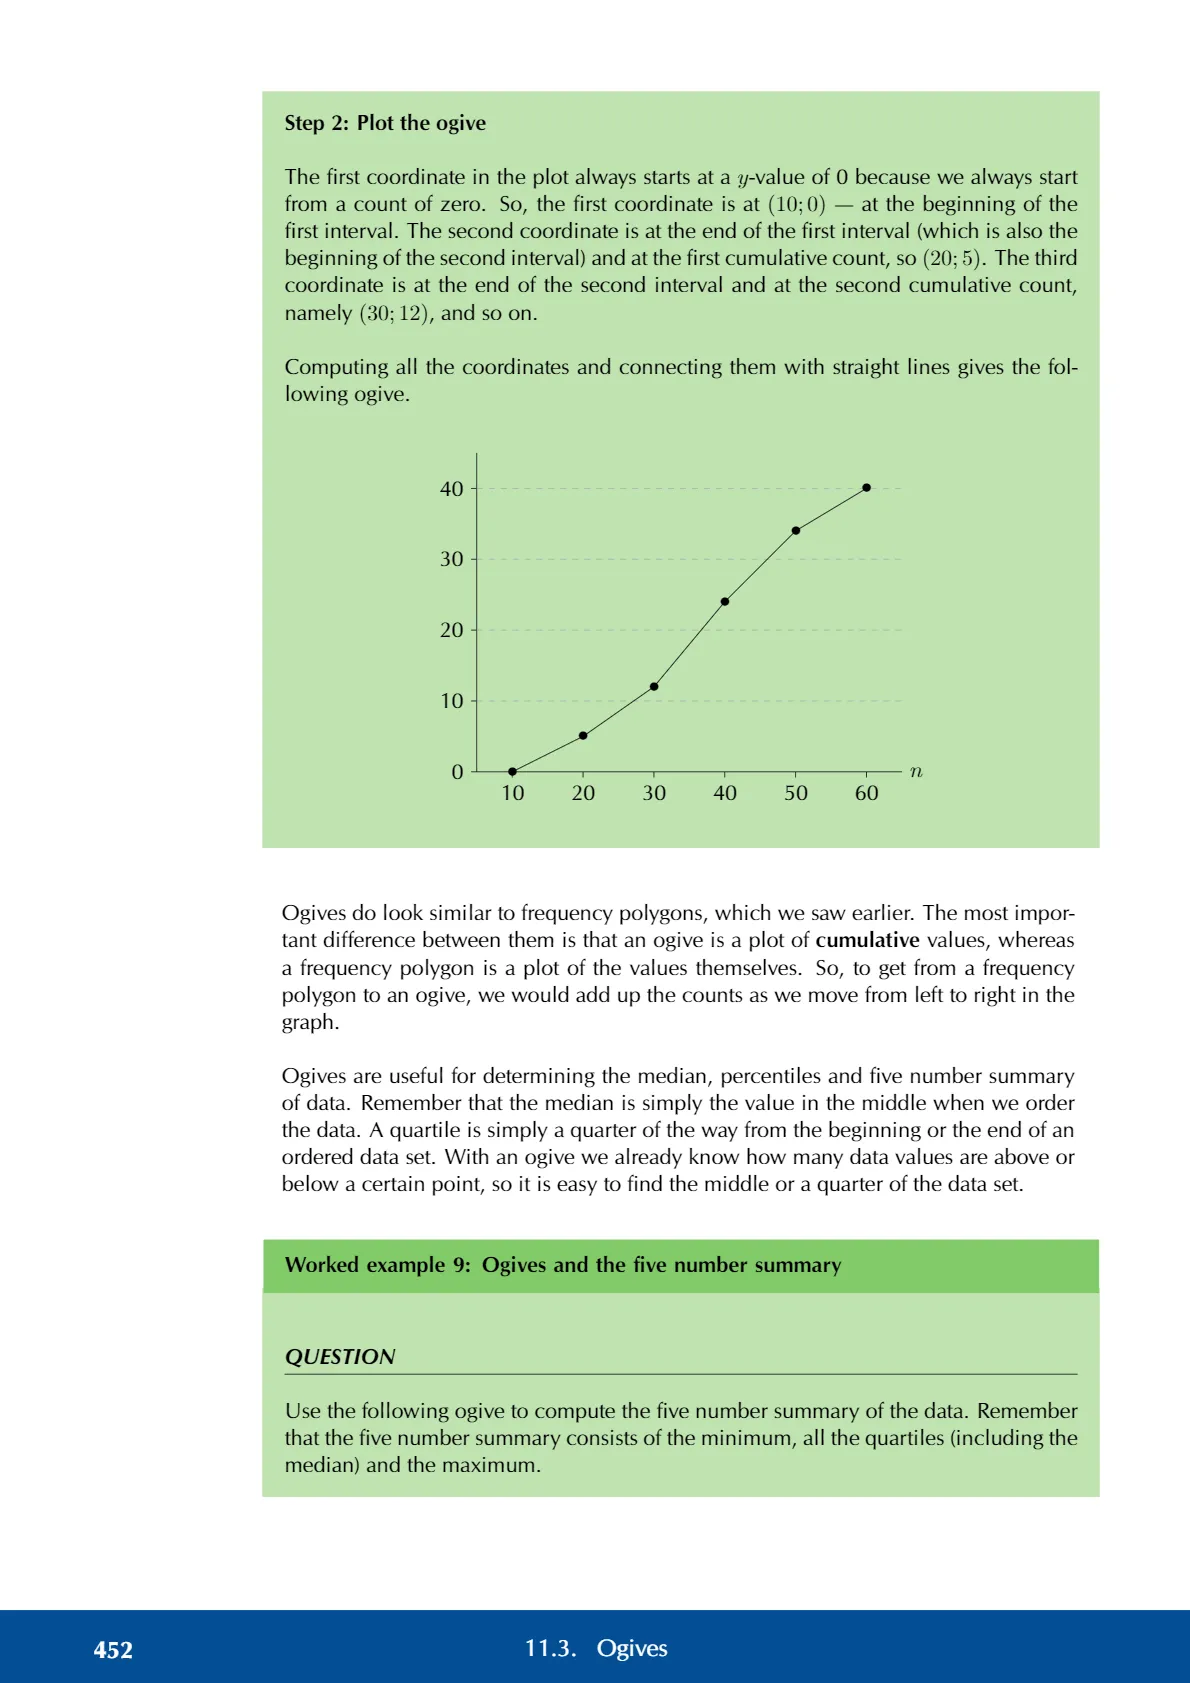 Step 2: Plot the ogive
The first coordinate in the plot always starts at a y-value of 0 because we always start
from a count of zero. So, the first coordinate is at (10; 0) — at the beginning of the
first interval. The second coordinate is at the end of the first interval (which is also the
beginning of the second interval) and at the first cumulative count, so (20; 5). The third
coordinate is at the end of the second interval and at the second cumulative count,
namely (30; 12), and so on.
Computing all the coordinates and connecting them with straight lines gives the fol-
lowing ogive.
40
30
20
10
0
n
10 20 30 40 50 60
Ogives do look similar to frequency polygons, which we saw earlier. The most impor-
tant difference between them is that an ogive is a plot of cumulative values, whereas
a frequency polygon is a plot of the values themselves. So, to get from a frequency
polygon to an ogive, we would add up the counts as we move from left to right in the
graph.
Ogives are useful for determining the median, percentiles and five number summary
of data. Remember that the median is simply the value in the middle when we order
the data. A quartile is simply a quarter of the way from the beginning or the end of an
ordered data set. With an ogive we already know how many data values are above or
below a certain point, so it is easy to find the middle or a quarter of the data set.
Worked example 9: Ogives and the five number summary
QUESTION
Use the following ogive to compute the five number summary of the data. Remember
that the five number summary consists of the minimum, all the quartiles (including the
median) and the maximum.
452
11.3. Ogives